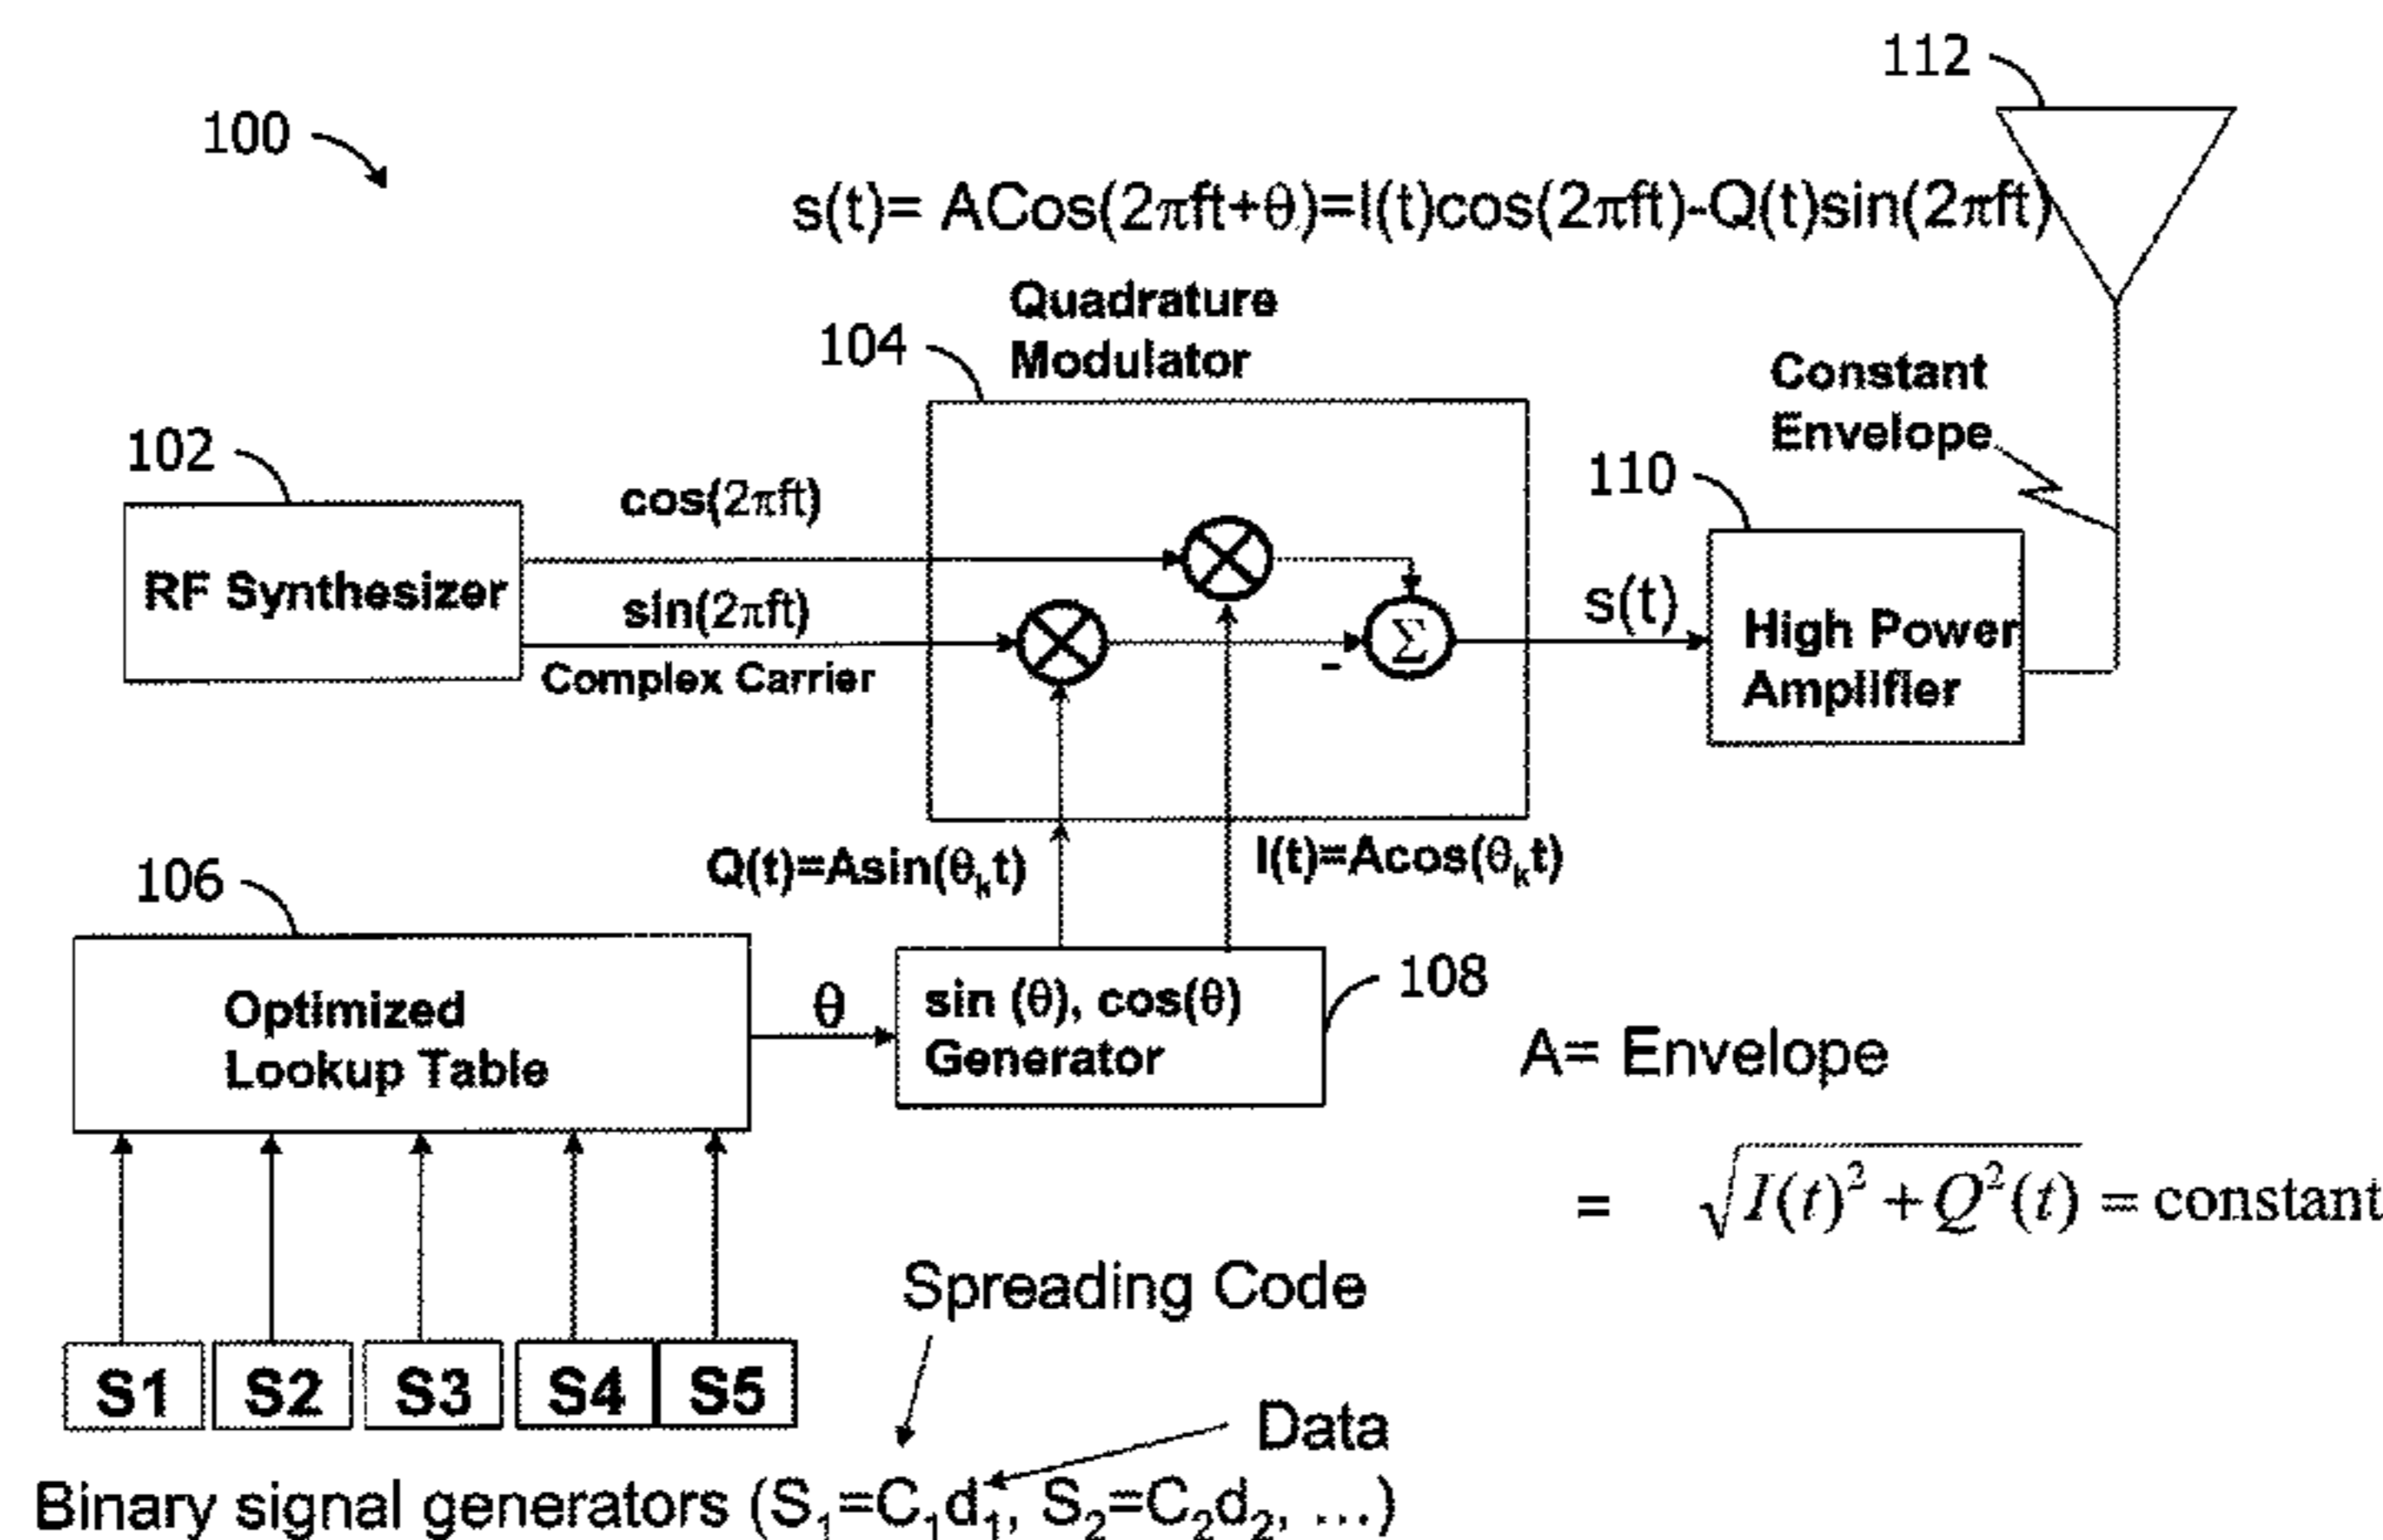 112
100
s(t)= ACos(2πft+θ)=I(t)cos(2πft)-Q(t)sin(2πft)
Quadrature
Modulator
104
Constant
Envelope
102
110
cos(2πft)
RF Synthesizer
sin(2πft)
Complex Carrier
Σ
-
s(t)
High Power
Amplifier
Q(t)=Asin(θₖt)
I(t)=Acos(θₖt)
106
Optimized
Lookup Table
θ
sin (θ), cos(θ)
Generator
108
A= Envelope
= √I(t)²+Q²(t) = constant
Spreading Code
S1 S2 S3 S4 S5
Data
Binary signal generators (S₁=C₁d₁, S₂=C₂d₂, ...)